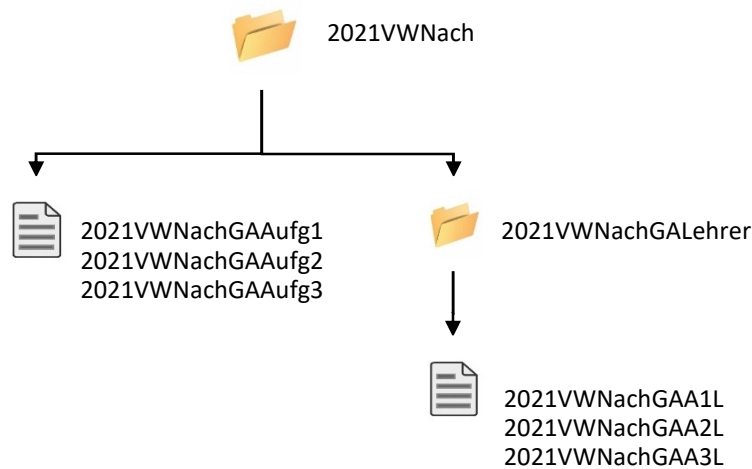 2021VWNach
2021VWNachGAAufg1
2021VWNachGAAufg2
2021VWNachGAAufg3
2021VWNachGALehrer
2021VWNachGAA1L
2021VWNachGAA2L
2021VWNachGAA3L